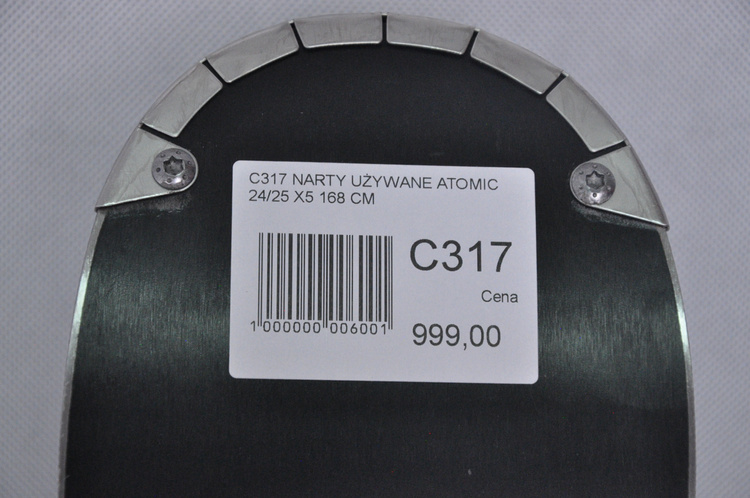 C317 NARTY UŻYWANE ATOMIC
24/25 X5 168 CM
C317
Cena
999,00
1 000000 006001